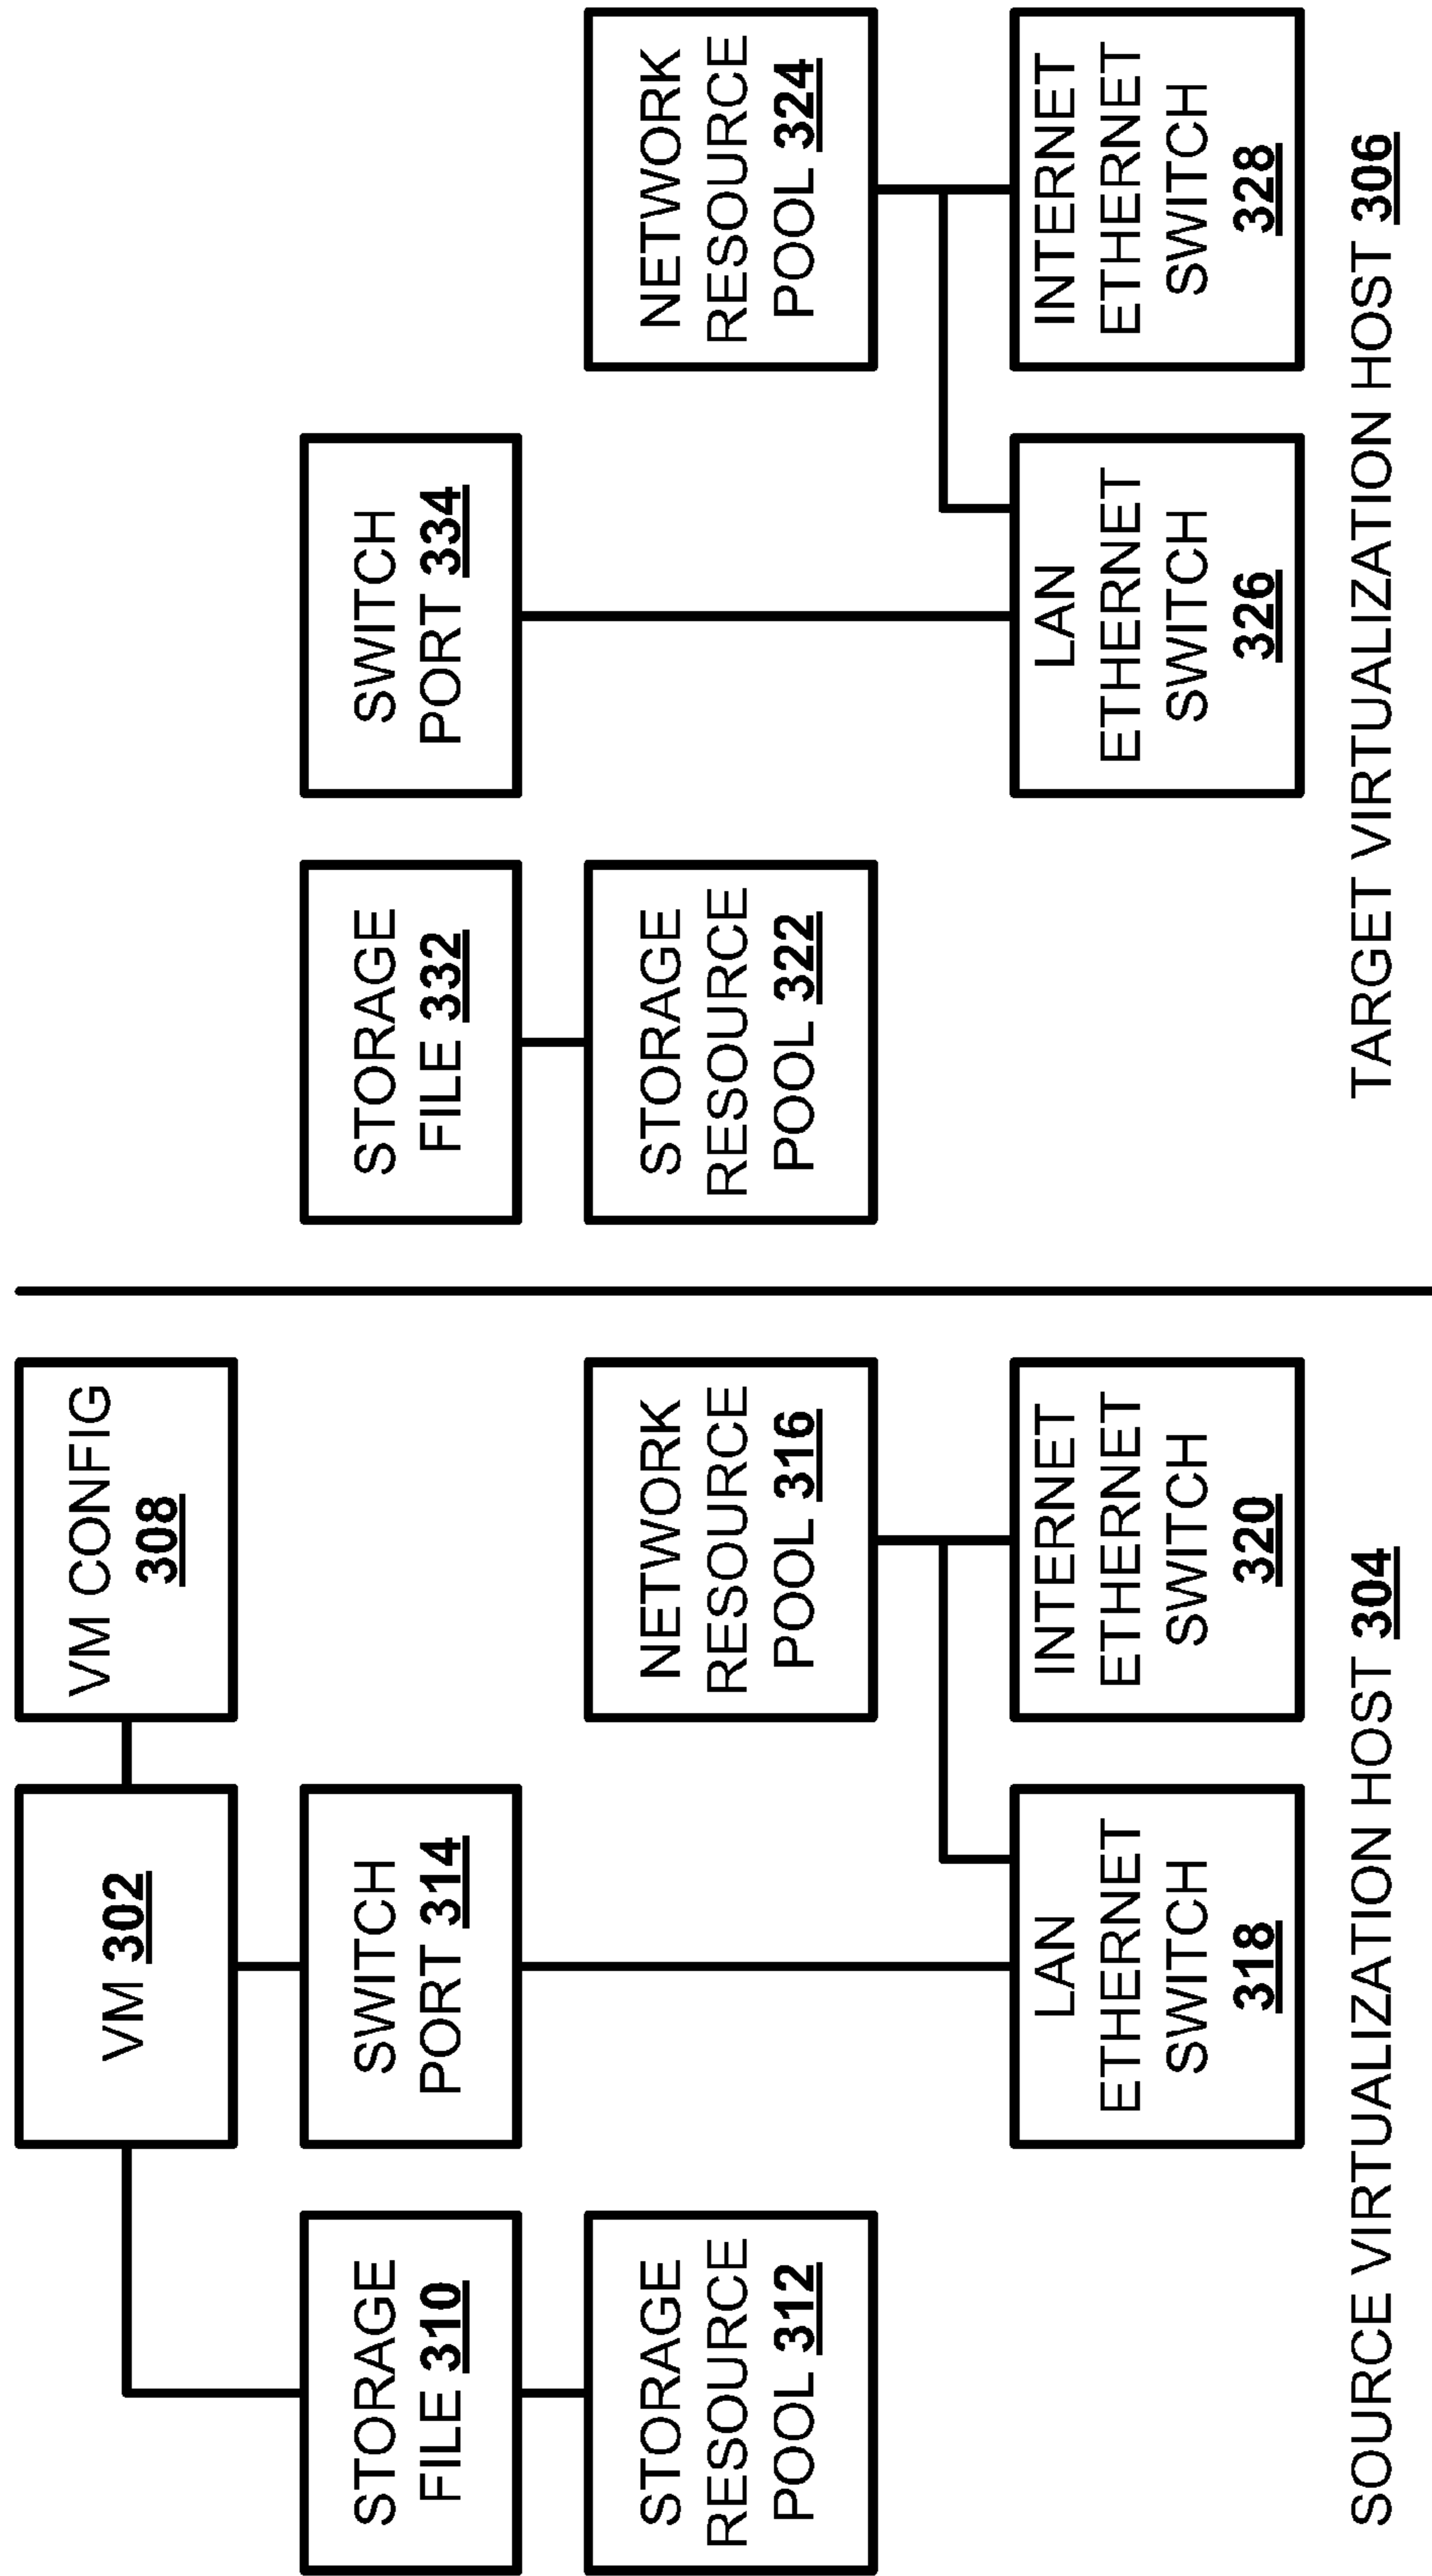 VM 302
VM CONFIG
308
STORAGE
FILE 310
SWITCH
PORT 314
STORAGE
RESOURCE
POOL 312
NETWORK
RESOURCE
POOL 316
LAN
ETHERNET
SWITCH
318
INTERNET
ETHERNET
SWITCH
320
SOURCE VIRTUALIZATION HOST 304
STORAGE
FILE 332
SWITCH
PORT 334
STORAGE
RESOURCE
POOL 322
NETWORK
RESOURCE
POOL 324
LAN
ETHERNET
SWITCH
326
INTERNET
ETHERNET
SWITCH
328
TARGET VIRTUALIZATION HOST 306